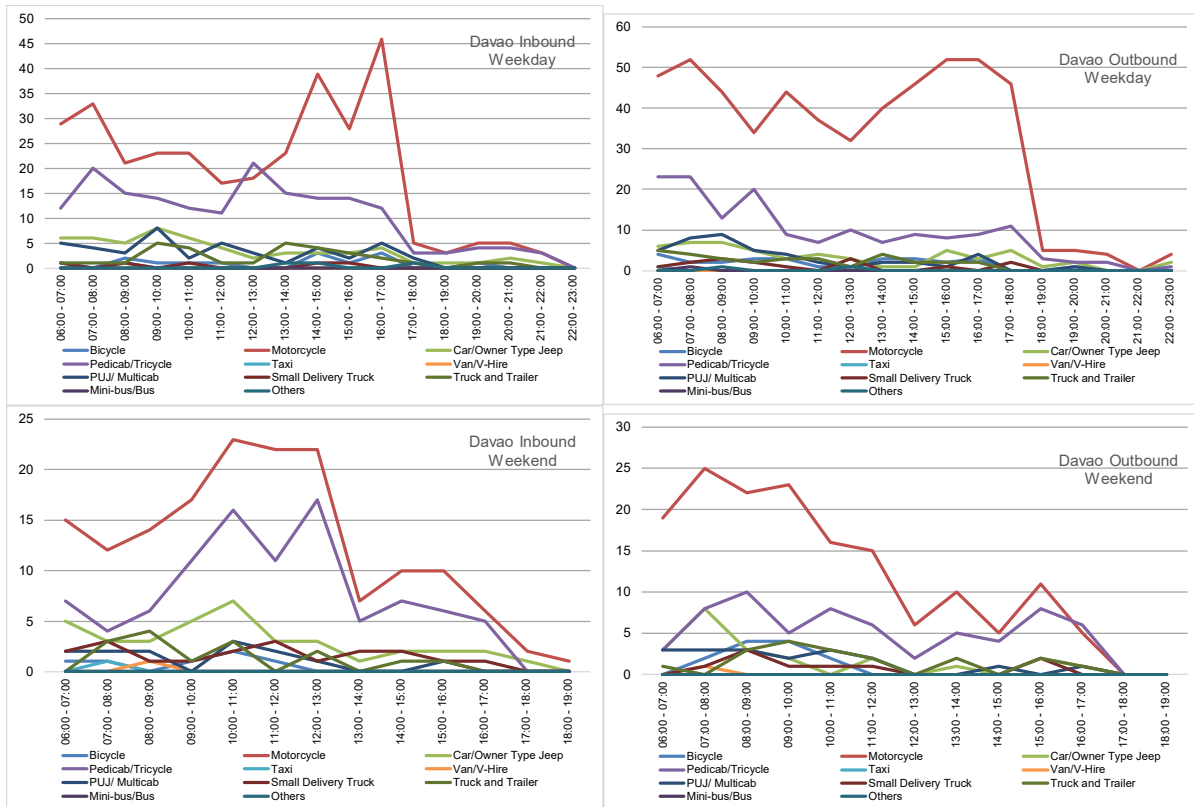 Davao Inbound
Weekday
50
45
40
35
30
25
20
15
10
5
0
06:00 - 07:00
07:00 - 08:00
08:00 - 09:00
09:00 - 10:00
10:00 - 11:00
11:00 - 12:00
12:00 - 13:00
13:00 - 14:00
14:00 - 15:00
15:00 - 16:00
16:00 - 17:00
17:00 - 18:00
18:00 - 19:00
19:00 - 20:00
20:00 - 21:00
21:00 - 22:00
22:00 - 23:00
Bicycle Motorcycle Car/Owner Type Jeep
Pedicab/Tricycle Taxi Van/V-Hire
PUJ/ Multicab Small Delivery Truck Truck and Trailer
Mini-bus/Bus Others
Davao Outbound
Weekday
60
50
40
30
20
10
0
06:00 - 07:00
07:00 - 08:00
08:00 - 09:00
09:00 - 10:00
10:00 - 11:00
11:00 - 12:00
12:00 - 13:00
13:00 - 14:00
14:00 - 15:00
15:00 - 16:00
16:00 - 17:00
17:00 - 18:00
18:00 - 19:00
19:00 - 20:00
20:00 - 21:00
21:00 - 22:00
22:00 - 23:00
Bicycle Motorcycle Car/Owner Type Jeep
Pedicab/Tricycle Taxi Van/V-Hire
PUJ/ Multicab Small Delivery Truck Truck and Trailer
Mini-bus/Bus Others
Davao Inbound
Weekend
25
20
15
10
5
0
06:00 - 07:00
07:00 - 08:00
08:00 - 09:00
09:00 - 10:00
10:00 - 11:00
11:00 - 12:00
12:00 - 13:00
13:00 - 14:00
14:00 - 15:00
15:00 - 16:00
16:00 - 17:00
17:00 - 18:00
18:00 - 19:00
Bicycle Motorcycle Car/Owner Type Jeep
Pedicab/Tricycle Taxi Van/V-Hire
PUJ/ Multicab Small Delivery Truck Truck and Trailer
Mini-bus/Bus Others
Davao Outbound
Weekend
30
25
20
15
10
5
0
06:00 - 07:00
07:00 - 08:00
08:00 - 09:00
09:00 - 10:00
10:00 - 11:00
11:00 - 12:00
12:00 - 13:00
13:00 - 14:00
14:00 - 15:00
15:00 - 16:00
16:00 - 17:00
17:00 - 18:00
18:00 - 19:00
Bicycle Motorcycle Car/Owner Type Jeep
Pedicab/Tricycle Taxi Van/V-Hire
PUJ/ Multicab Small Delivery Truck Truck and Trailer
Mini-bus/Bus Others